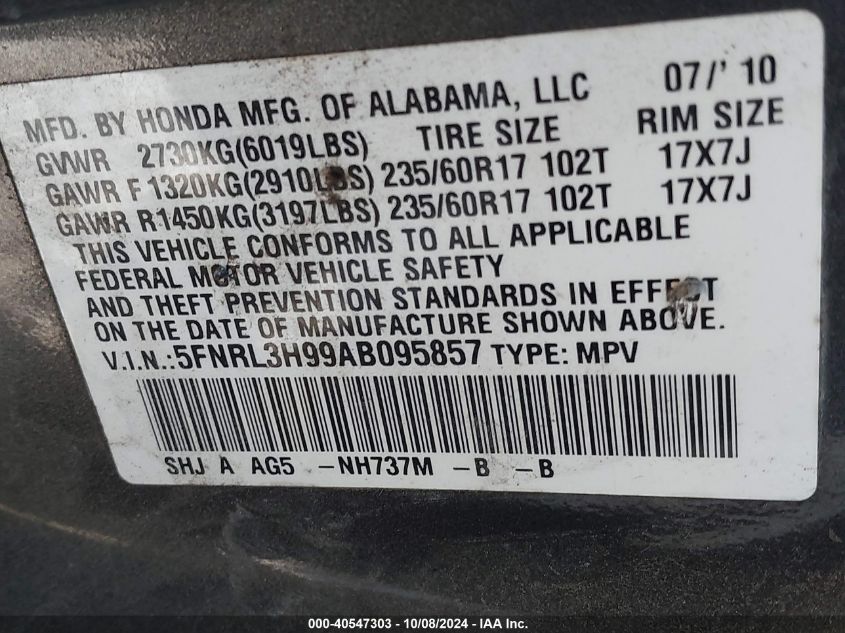 MFD. BY HONDA MFG. OF ALABAMA, LLC 07/' 10
GVWR 2730KG(6019LBS) TIRE SIZE RIM SIZE
GAWR F 1320KG(2910LBS) 235/60R17 102T 17X7J
GAWR R1450KG(3197LBS) 235/60R17 102T 17X7J
THIS VEHICLE CONFORMS TO ALL APPLICABLE
FEDERAL MOTOR VEHICLE SAFETY
AND THEFT PREVENTION STANDARDS IN EFFECT
ON THE DATE OF MANUFACTURE SHOWN ABOVE.
V.I.N.:5FNRL3H99AB095857 TYPE: MPV
SHJ A AG5 -NH737M -B -B
000-40547303 - 10/08/2024 - IAA Inc.